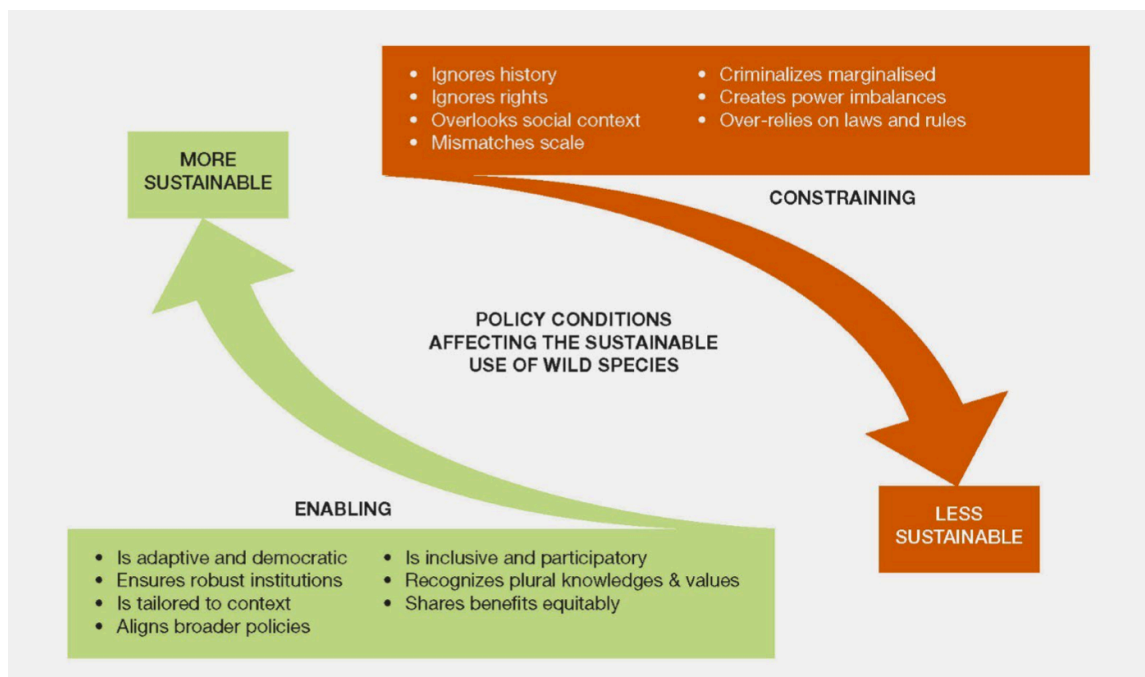 • Ignores history
• Ignores rights
• Overlooks social context
• Mismatches scale
• Criminalizes marginalised
• Creates power imbalances
• Over-relies on laws and rules
MORE
SUSTAINABLE
CONSTRAINING
POLICY CONDITIONS
AFFECTING THE SUSTAINABLE
USE OF WILD SPECIES
ENABLING
LESS
SUSTAINABLE
• Is adaptive and democratic
• Ensures robust institutions
• Is tailored to context
• Aligns broader policies
• Is inclusive and participatory
• Recognizes plural knowledges & values
• Shares benefits equitably